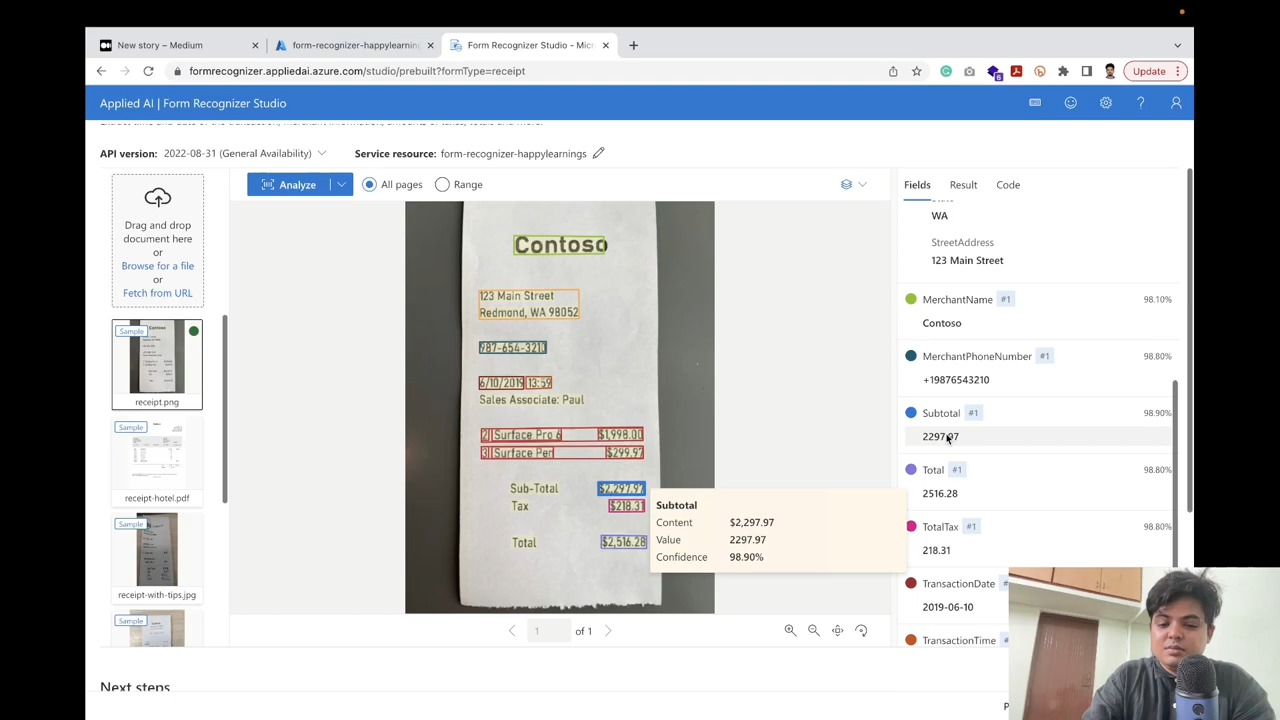 New story – Medium
form-recognizer-happylearning
Form Recognizer Studio - Micr
formrecognizer.appliedai.azure.com/studio/prebuilt?formType=receipt
Update
Applied AI | Form Recognizer Studio
API version: 2022-08-31 (General Availability)
Service resource: form-recognizer-happylearnings
Drag and drop
document here
or
Browse for a file
or
Fetch from URL
Sample
receipt.png
Sample
receipt-hotel.pdf
Sample
receipt-with-tips.jpg
Sample
Analyze
All pages
Range
Contoso
123 Main Street
Redmond, WA 98052
987-654-3210
6/10/2019 13:59
Sales Associate: Paul
2 Surface Pro 6 $1,998.00
3 Surface Pen $299.97
Sub-Total $2,297.97
Tax $218.31
Total $2,516.28
Subtotal
Content $2,297.97
Value 2297.97
Confidence 98.90%
1 of 1
Fields
Result
Code
State
WA
StreetAddress
123 Main Street
MerchantName #1 98.10%
Contoso
MerchantPhoneNumber #1 98.80%
+19876543210
Subtotal #1 98.90%
2297.97
Total #1 98.80%
2516.28
TotalTax #1 98.80%
218.31
TransactionDate
2019-06-10
TransactionTime
Next steps